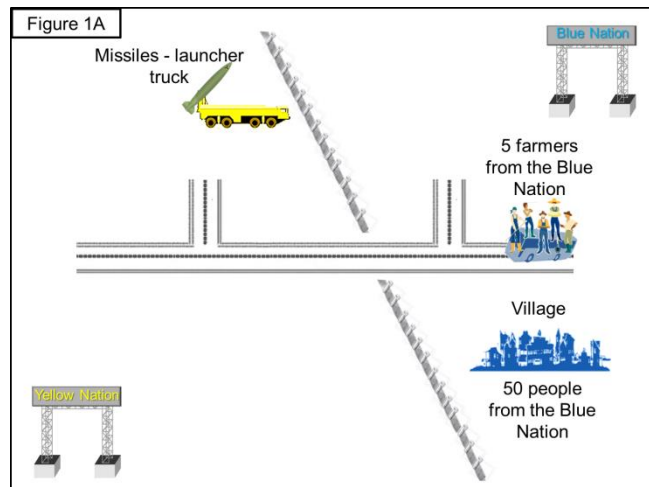 Figure 1A
Missiles - launcher
truck
Blue Nation
5 farmers
from the Blue
Nation
Village
50 people
from the Blue
Nation
Yellow Nation